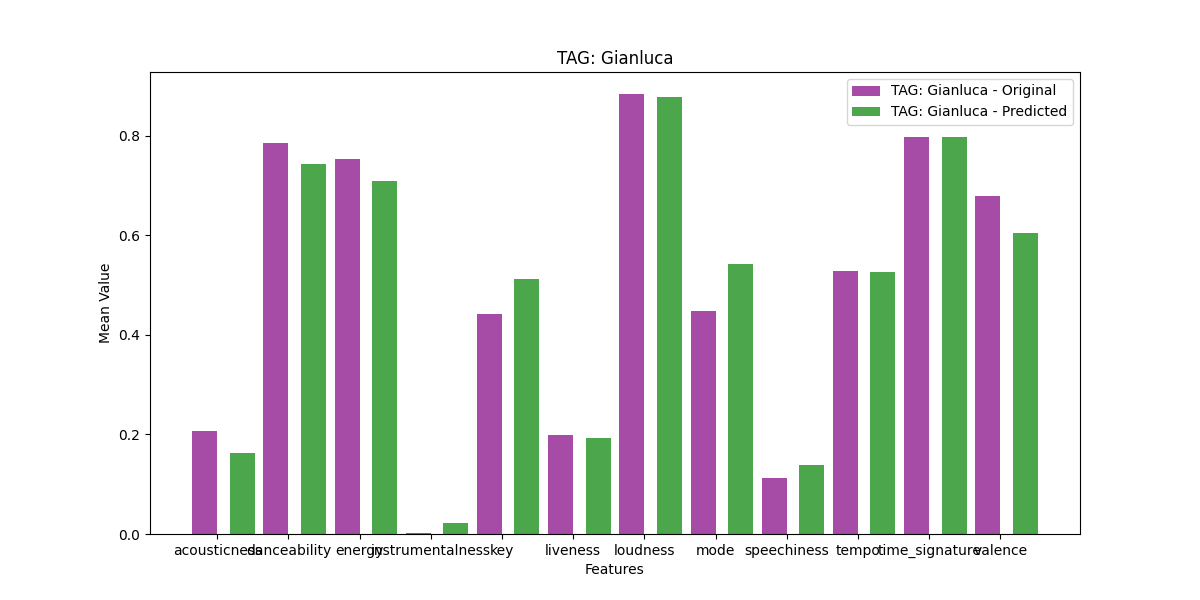 TAG: Gianluca
TAG: Gianluca - Original
TAG: Gianluca - Predicted
Mean Value
0.8
0.6
0.4
0.2
0.0
acousticness danceability energy instrumentalness key liveness loudness mode speechiness tempo time_signature valence
Features